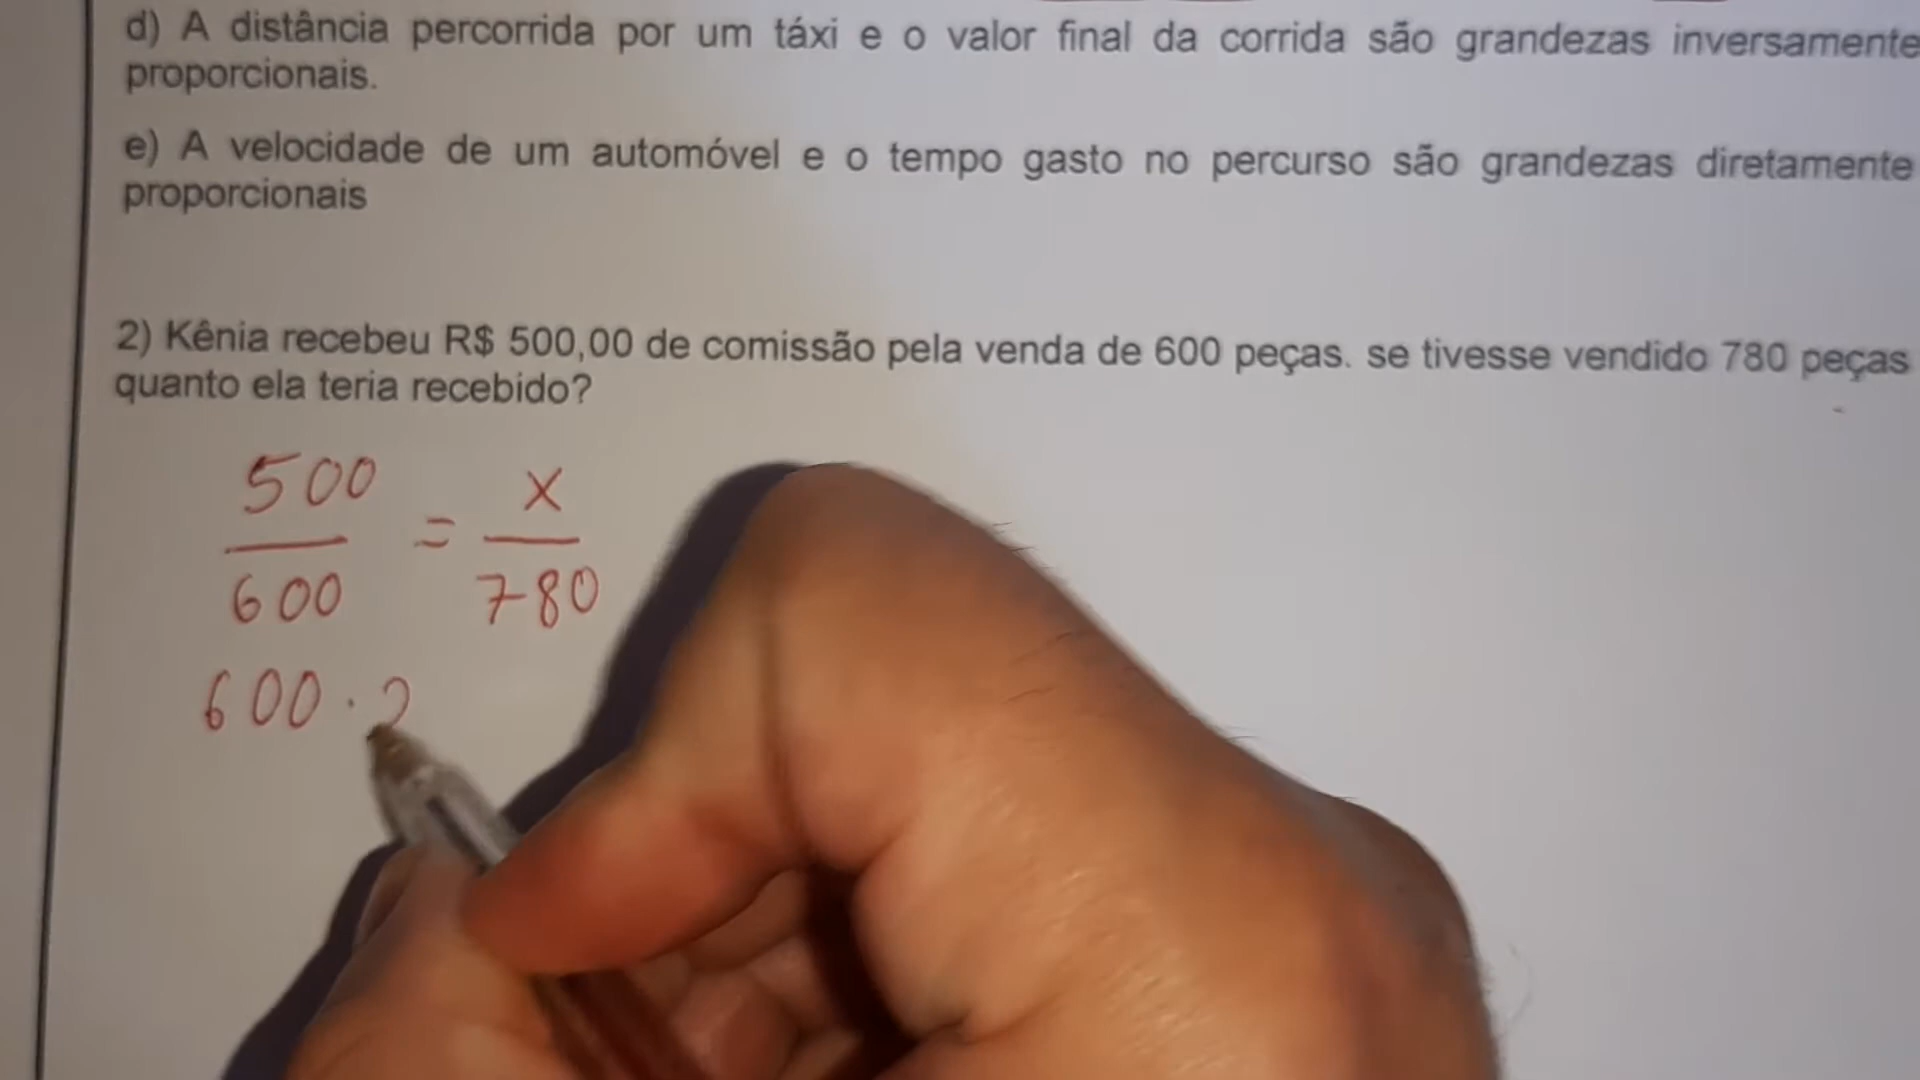 d) A distância percorrida por um táxi e o valor final da corrida são grandezas inversamente
proporcionais.
e) A velocidade de um automóvel e o tempo gasto no percurso são grandezas diretamente
proporcionais
2) Kênia recebeu R$ 500,00 de comissão pela venda de 600 peças. se tivesse vendido 780 peças
quanto ela teria recebido?
500 = x
600 780
600 ·